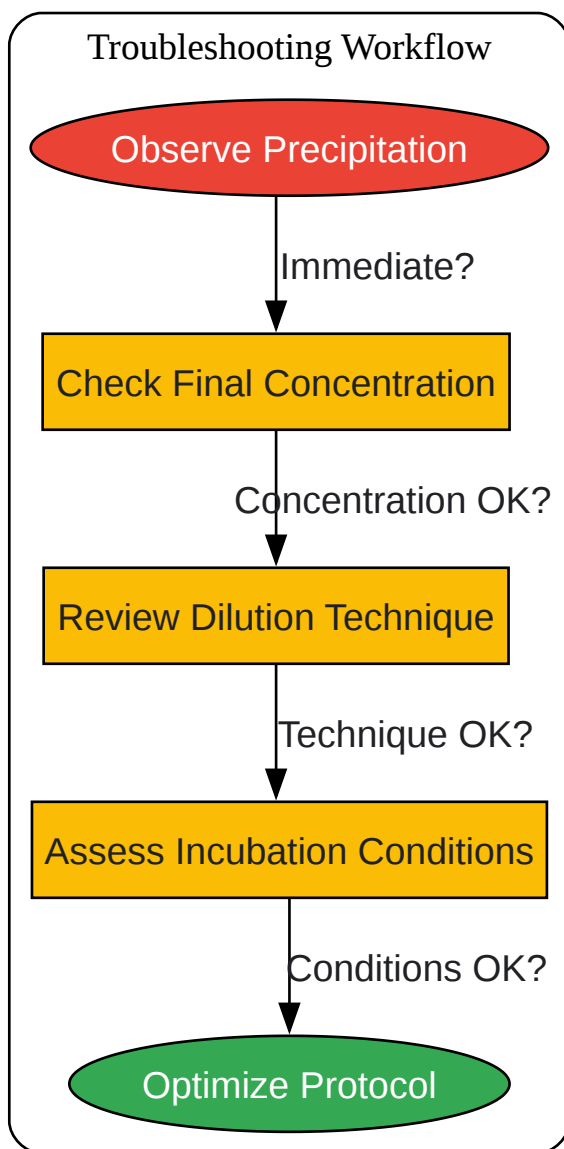 Troubleshooting Workflow
Observe Precipitation
Immediate?
Check Final Concentration
Concentration OK?
Review Dilution Technique
Technique OK?
Assess Incubation Conditions
Conditions OK?
Optimize Protocol